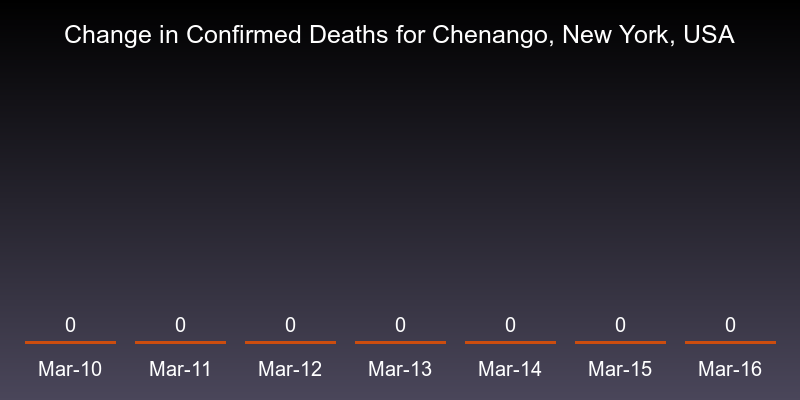 Change in Confirmed Deaths for Chenango, New York, USA
0 0 0 0 0 0 0
Mar-10 Mar-11 Mar-12 Mar-13 Mar-14 Mar-15 Mar-16